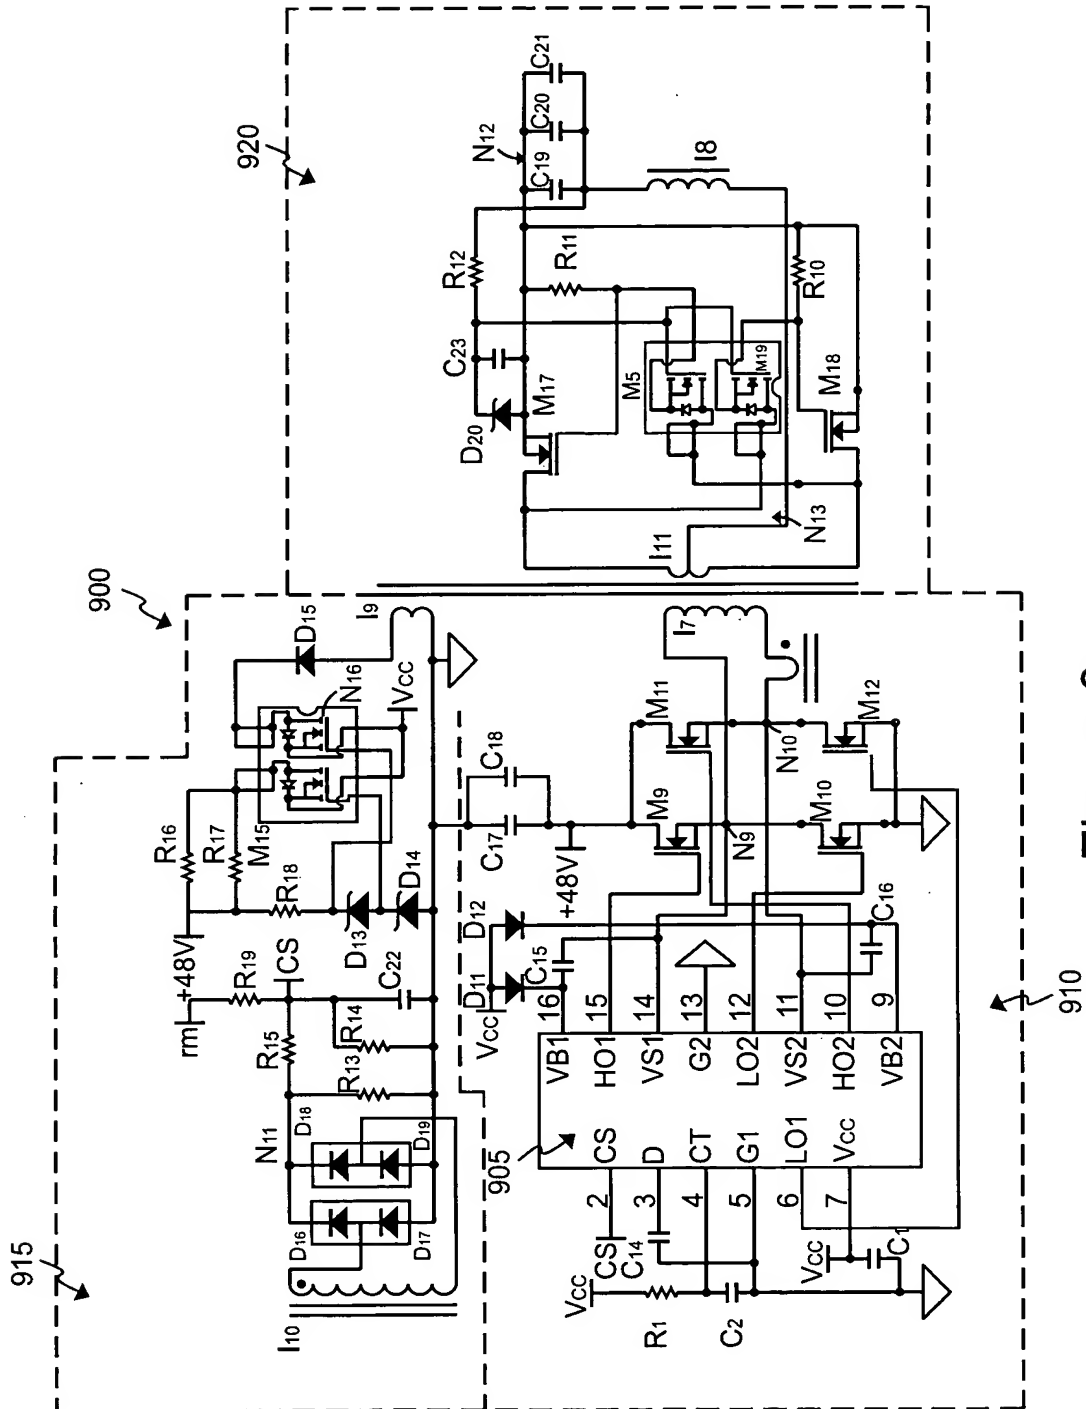 920
C21
C20
N12
C19
I8
R12
R11
R10
C23
M17
D20
M5
M19
M18
I11
N13
900
D15
I9
N16
Vcc
R16
R17
M15
R18
D14
D13
+48V
R19
CS
C22
rm
R15
R14
R13
D18
D19
N11
D16
D17
I10
915
I7
M11
M12
N10
C18
C17
M9
M10
N9
+48V
D12
D11
C15
C16
Vcc
16
15
14
13
12
11
10
9
VB1
HO1
VS1
G2
LO2
VS2
HO2
VB2
905
910
CS
D
CT
G1
LO1
Vcc
2
3
4
5
6
7
CS
C14
Vcc
R1
C2
Vcc
C1